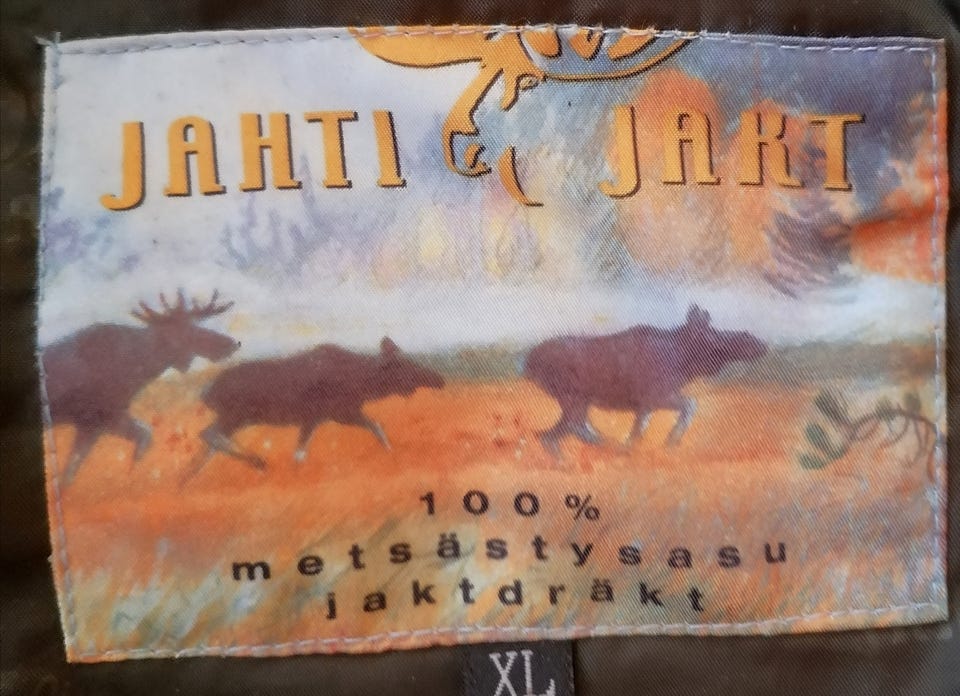 JAHTI JAKT
100%
metsästysasu
jaktdräkt
XL